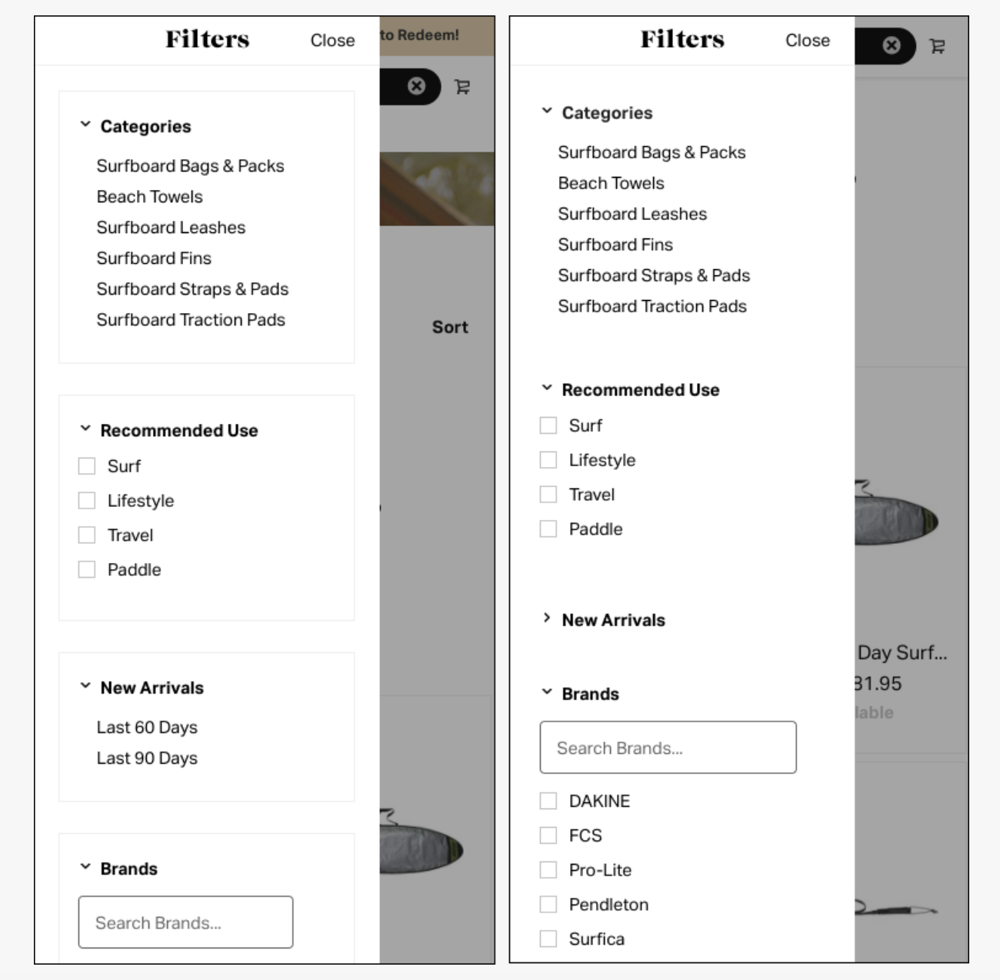 Filters
Close
to Redeem!
Categories
Surfboard Bags & Packs
Beach Towels
Surfboard Leashes
Surfboard Fins
Surfboard Straps & Pads
Surfboard Traction Pads
Sort
Recommended Use
Surf
Lifestyle
Travel
Paddle
New Arrivals
Last 60 Days
Last 90 Days
Brands
Search Brands...
Filters
Close
Categories
Surfboard Bags & Packs
Beach Towels
Surfboard Leashes
Surfboard Fins
Surfboard Straps & Pads
Surfboard Traction Pads
Recommended Use
Surf
Lifestyle
Travel
Paddle
New Arrivals
Day Surf...
31.95
lable
Brands
Search Brands...
DAKINE
FCS
Pro-Lite
Pendleton
Surfica